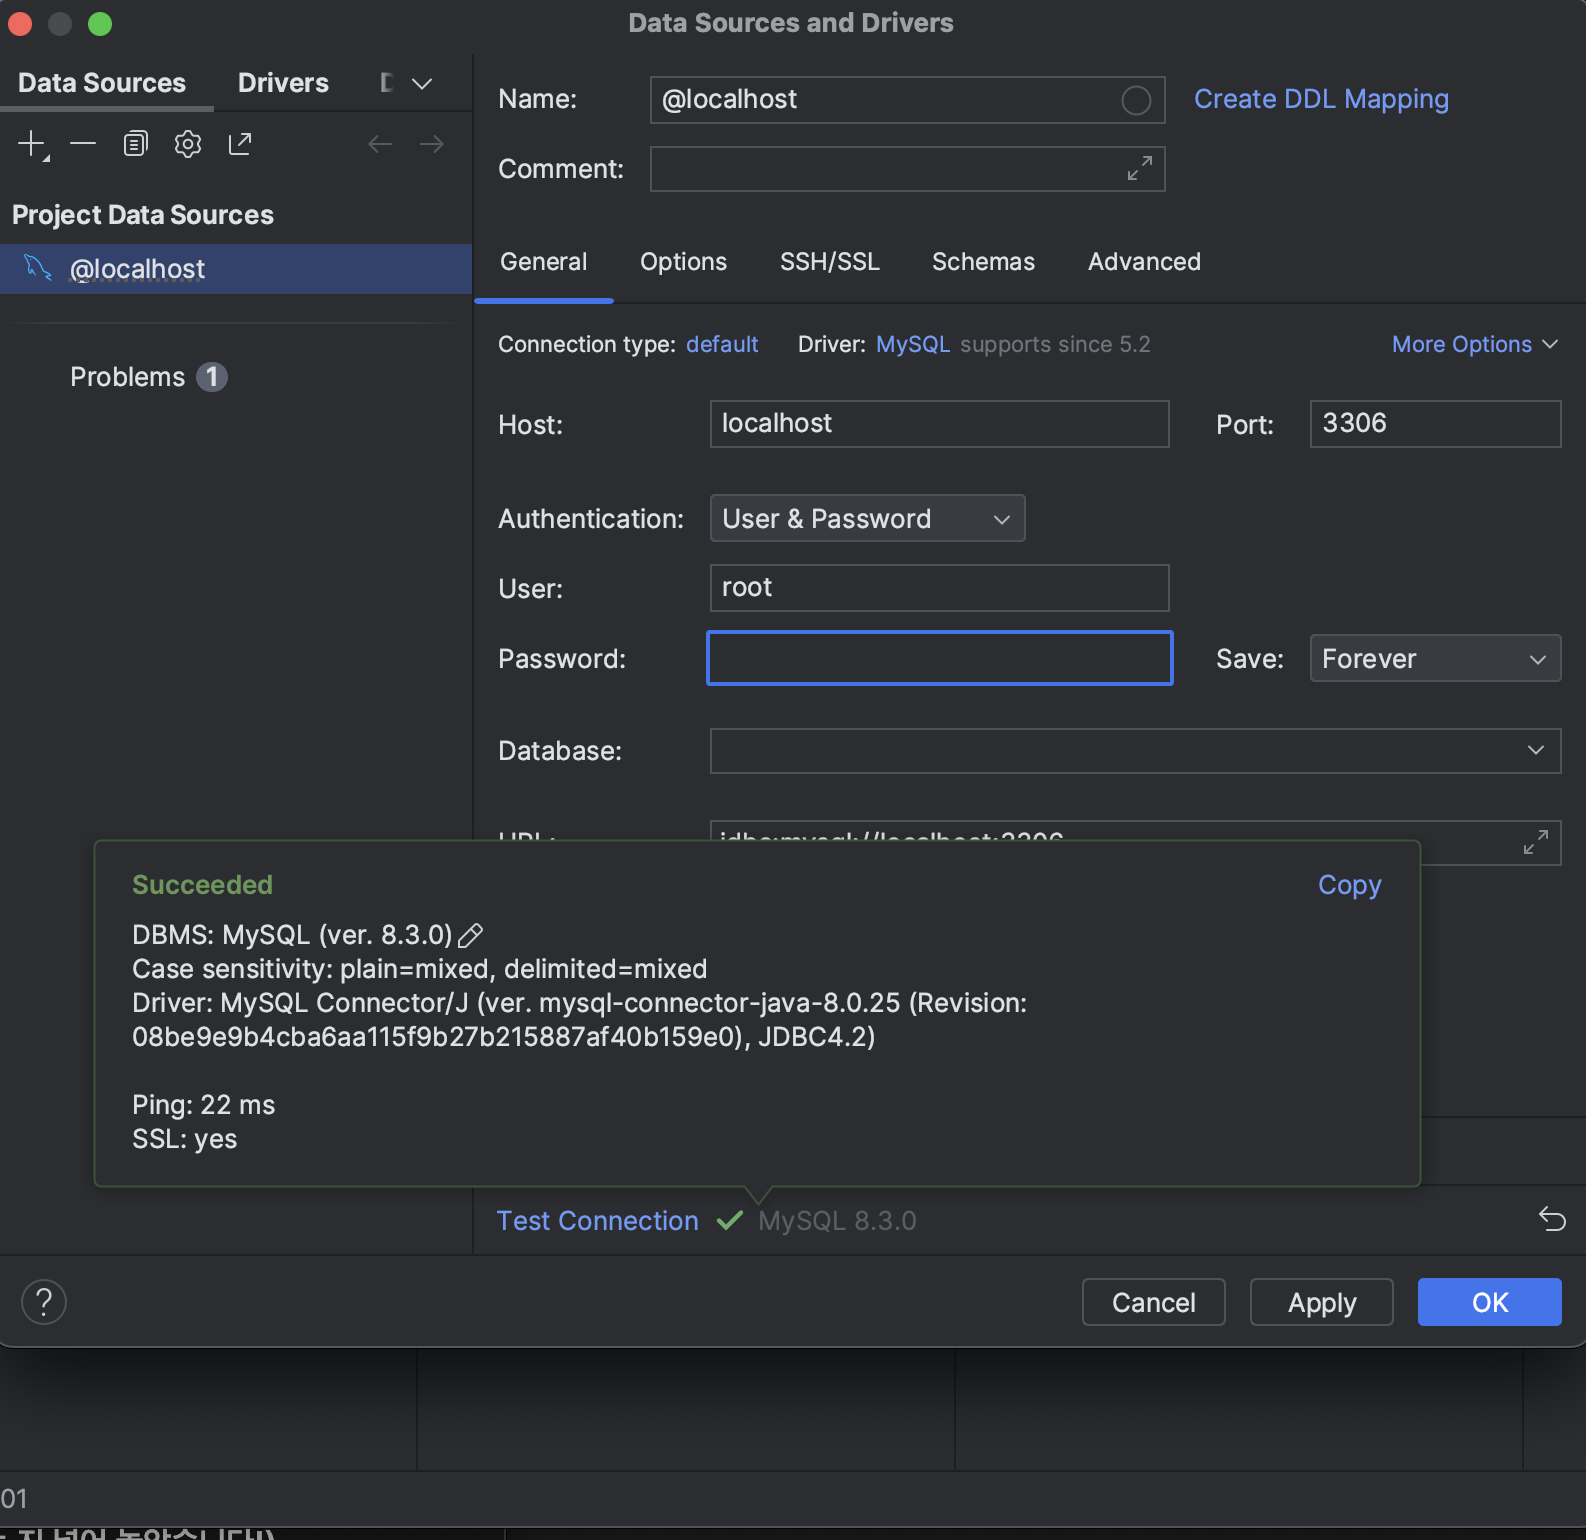 Data Sources and Drivers
Data Sources Drivers
Name: @localhost Create DDL Mapping
Comment:
Project Data Sources
@localhost
Problems 1
General Options SSH/SSL Schemas Advanced
Connection type: default Driver: MySQL supports since 5.2 More Options
Host: localhost Port: 3306
Authentication: User & Password
User: root
Password: Save: Forever
Database:
URL: jdbc:mysql://localhost:3306
Succeeded Copy
DBMS: MySQL (ver. 8.3.0)
Case sensitivity: plain=mixed, delimited=mixed
Driver: MySQL Connector/J (ver. mysql-connector-java-8.0.25 (Revision:
08be9e9b4cba6aa115f9b27b215887af40b159e0), JDBC4.2)
Ping: 22 ms
SSL: yes
Test Connection MySQL 8.3.0
? Cancel Apply OK
01